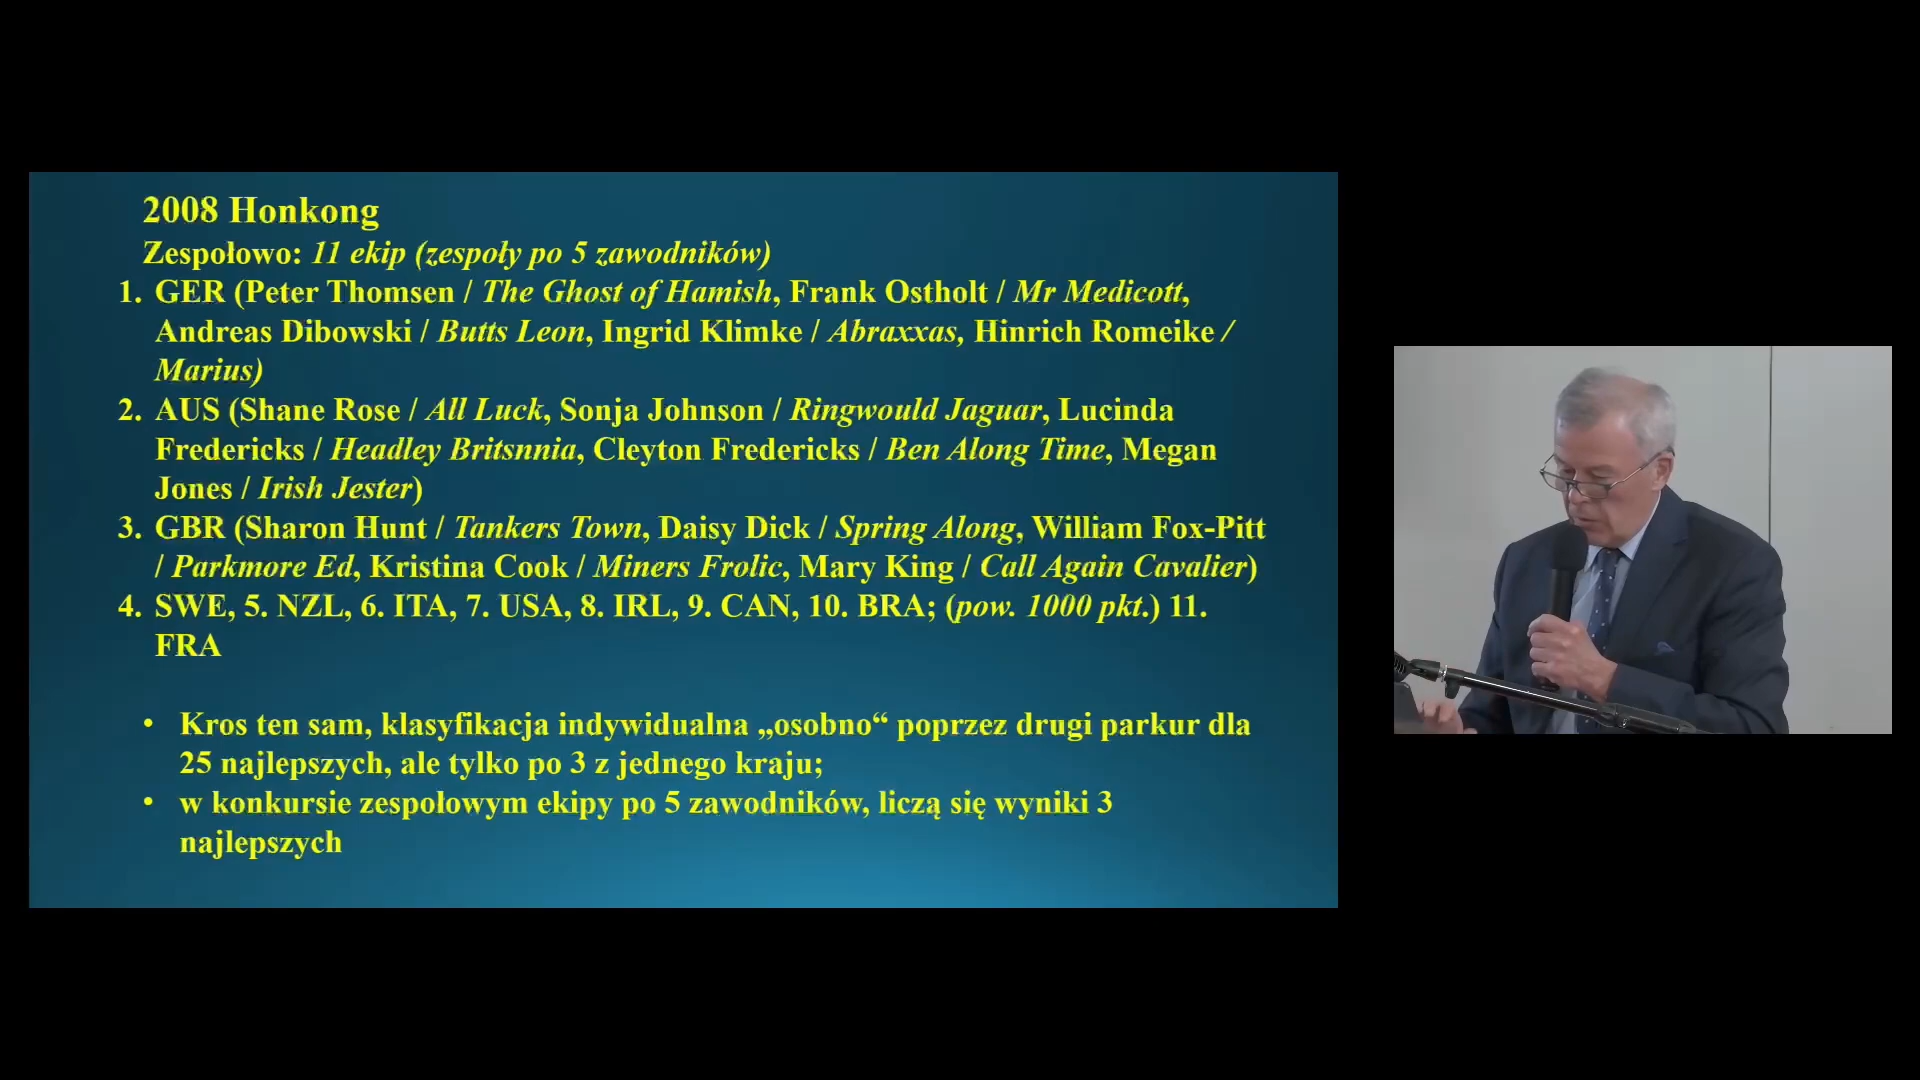 2008 Honkong
Zespołowo: 11 ekip (zespoły po 5 zawodników)
1. GER (Peter Thomsen / The Ghost of Hamish, Frank Ostholt / Mr Medicott,
Andreas Dibowski / Butts Leon, Ingrid Klimke / Abraxxas, Hinrich Romeike /
Marius)
2. AUS (Shane Rose / All Luck, Sonja Johnson / Ringwould Jaguar, Lucinda
Fredericks / Headley Britsnnia, Cleyton Fredericks / Ben Along Time, Megan
Jones / Irish Jester)
3. GBR (Sharon Hunt / Tankers Town, Daisy Dick / Spring Along, William Fox-Pitt
/ Parkmore Ed, Kristina Cook / Miners Frolic, Mary King / Call Again Cavalier)
4. SWE, 5. NZL, 6. ITA, 7. USA, 8. IRL, 9. CAN, 10. BRA; (pow. 1000 pkt.) 11.
FRA
• Kros ten sam, klasyfikacja indywidualna „osobno“ poprzez drugi parkur dla
25 najlepszych, ale tylko po 3 z jednego kraju;
• w konkursie zespołowym ekipy po 5 zawodników, liczą się wyniki 3
najlepszych